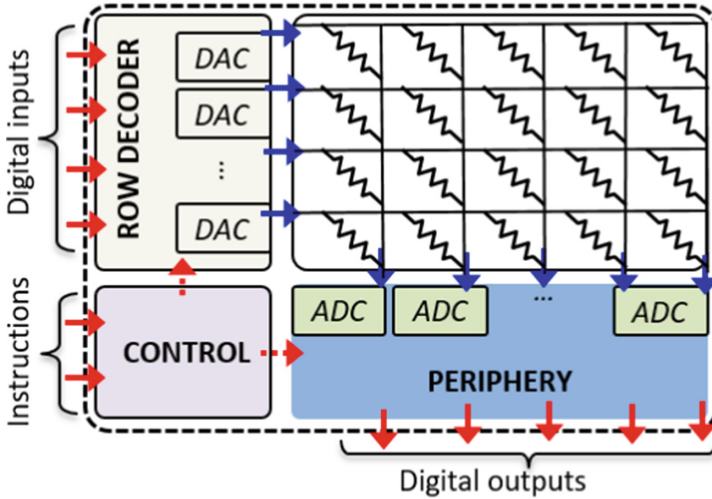 Digital inputs
ROW DECODER
DAC
DAC
...
DAC
Instructions
CONTROL
ADC
ADC
...
ADC
PERIPHERY
Digital outputs